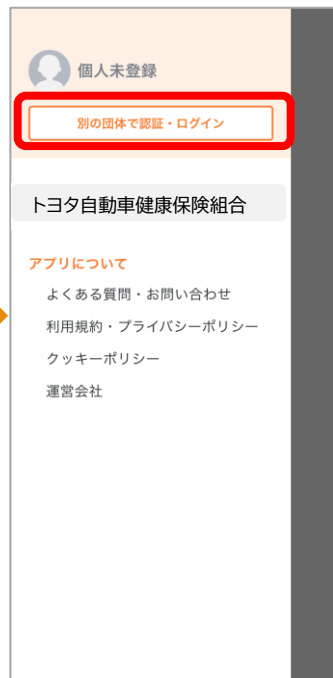 個人未登録
別の団体で認証・ログイン
トヨタ自動車健康保険組合
アプリについて
よくある質問・お問い合わせ
利用規約・プライバシーポリシー
クッキーポリシー
運営会社